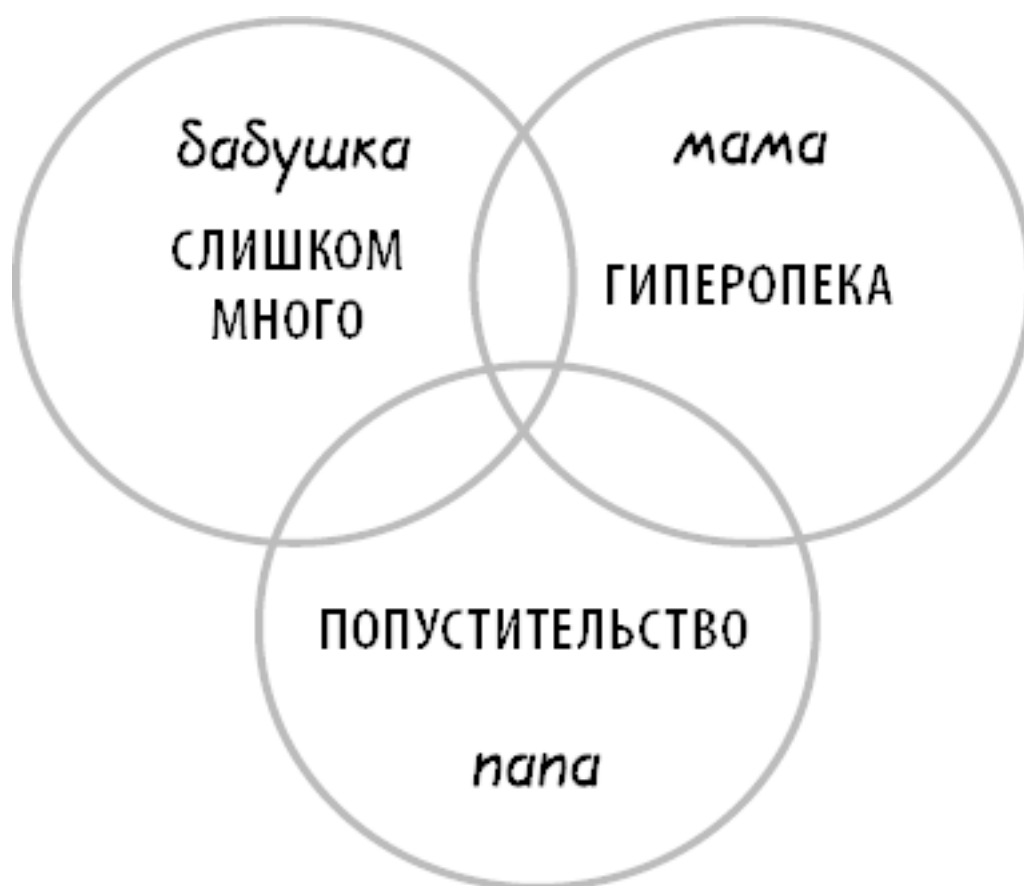 бабушка
СЛИШКОМ
МНОГО
мама
ГИПЕРОПЕКА
ПОПУСТИТЕЛЬСТВО
папа